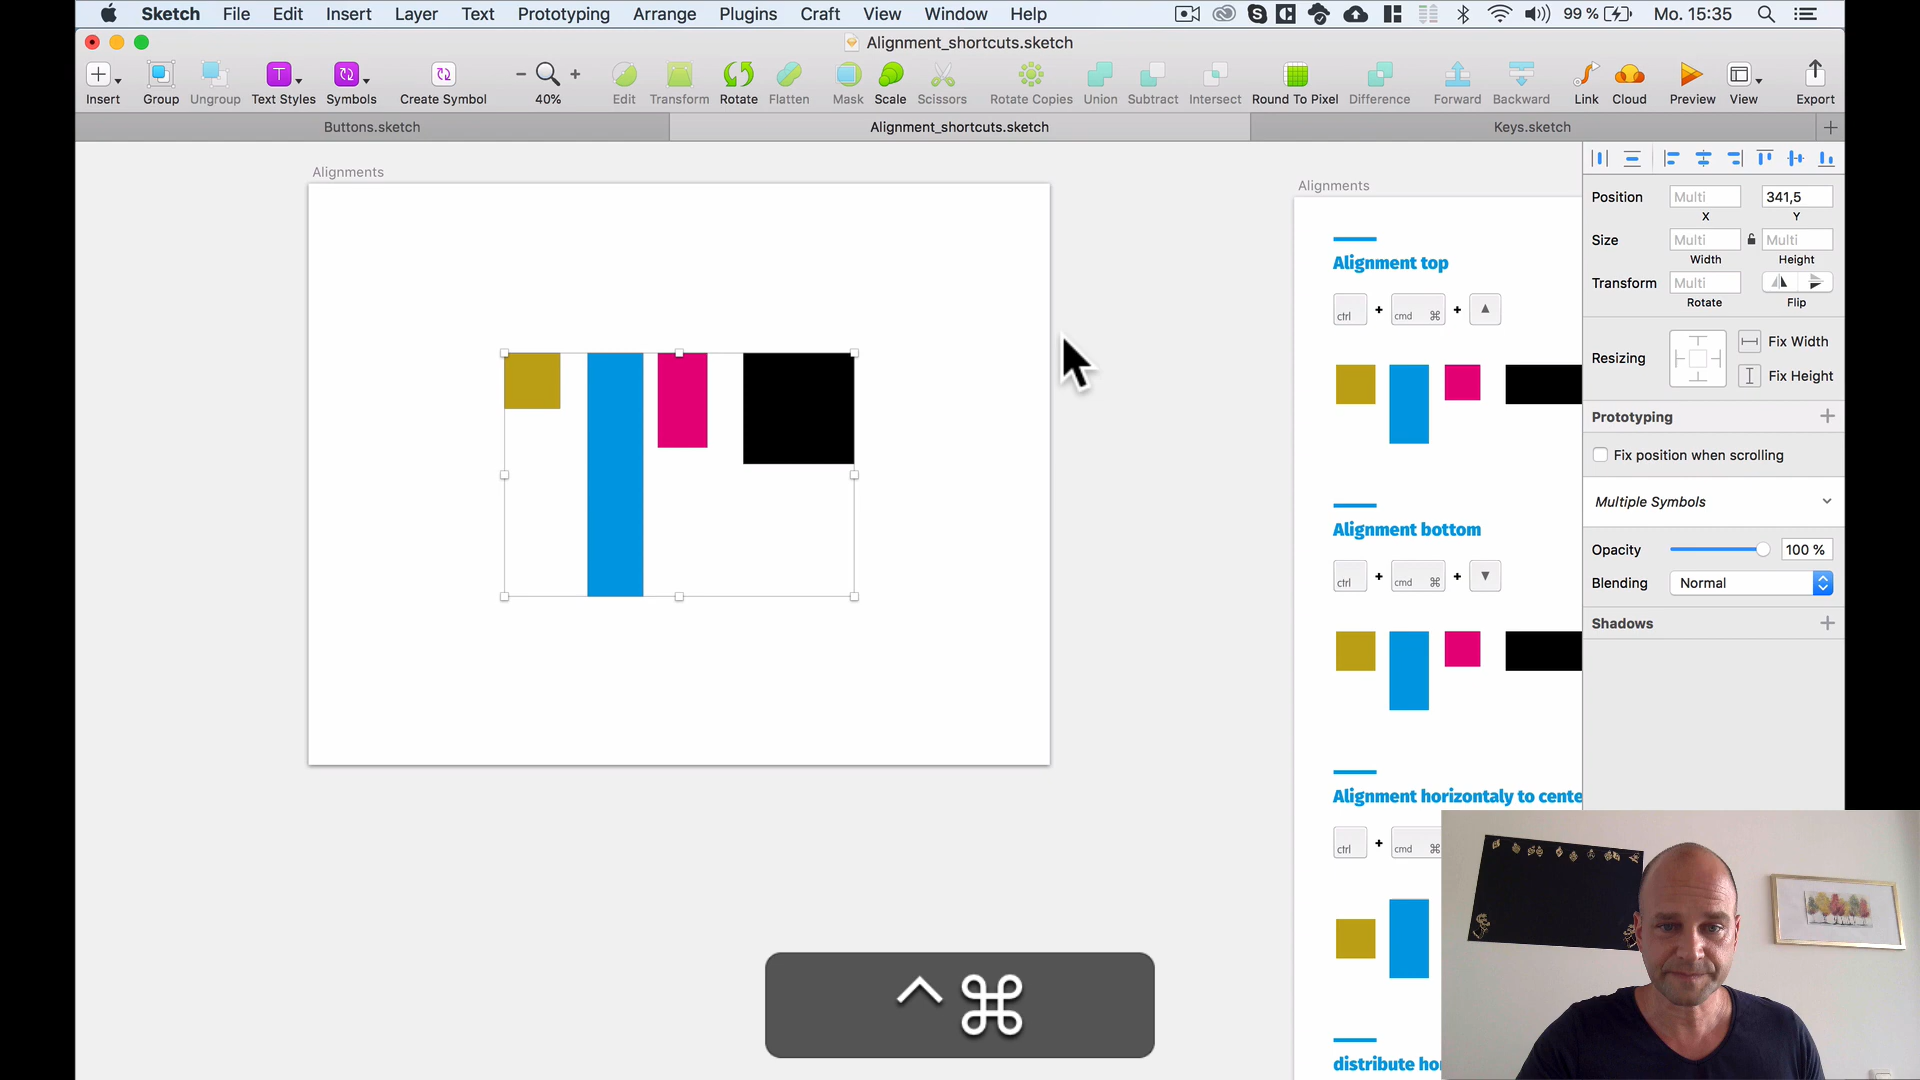 Sketch File Edit Insert Layer Text Prototyping Arrange Plugins Craft View Window Help 99 % Mo. 15:35
Alignment_shortcuts.sketch
Insert Group Ungroup Text Styles Symbols Create Symbol 40% Edit Transform Rotate Flatten Mask Scale Scissors Rotate Copies Union Subtract Intersect Round To Pixel Difference Forward Backward Link Cloud Preview View Export
Buttons.sketch Alignment_shortcuts.sketch Keys.sketch
Alignments
Alignments
Alignment top
ctrl + cmd ⌘ + ▲
Alignment bottom
ctrl + cmd ⌘ + ▼
Alignment horizontaly to cente
ctrl + cmd ⌘
distribute ho
Position Multi 341,5
X Y
Size Multi Multi
Width Height
Transform Multi
Rotate Flip
Resizing Fix Width
Fix Height
Prototyping
Fix position when scrolling
Multiple Symbols
Opacity 100 %
Blending Normal
Shadows
^ ⌘